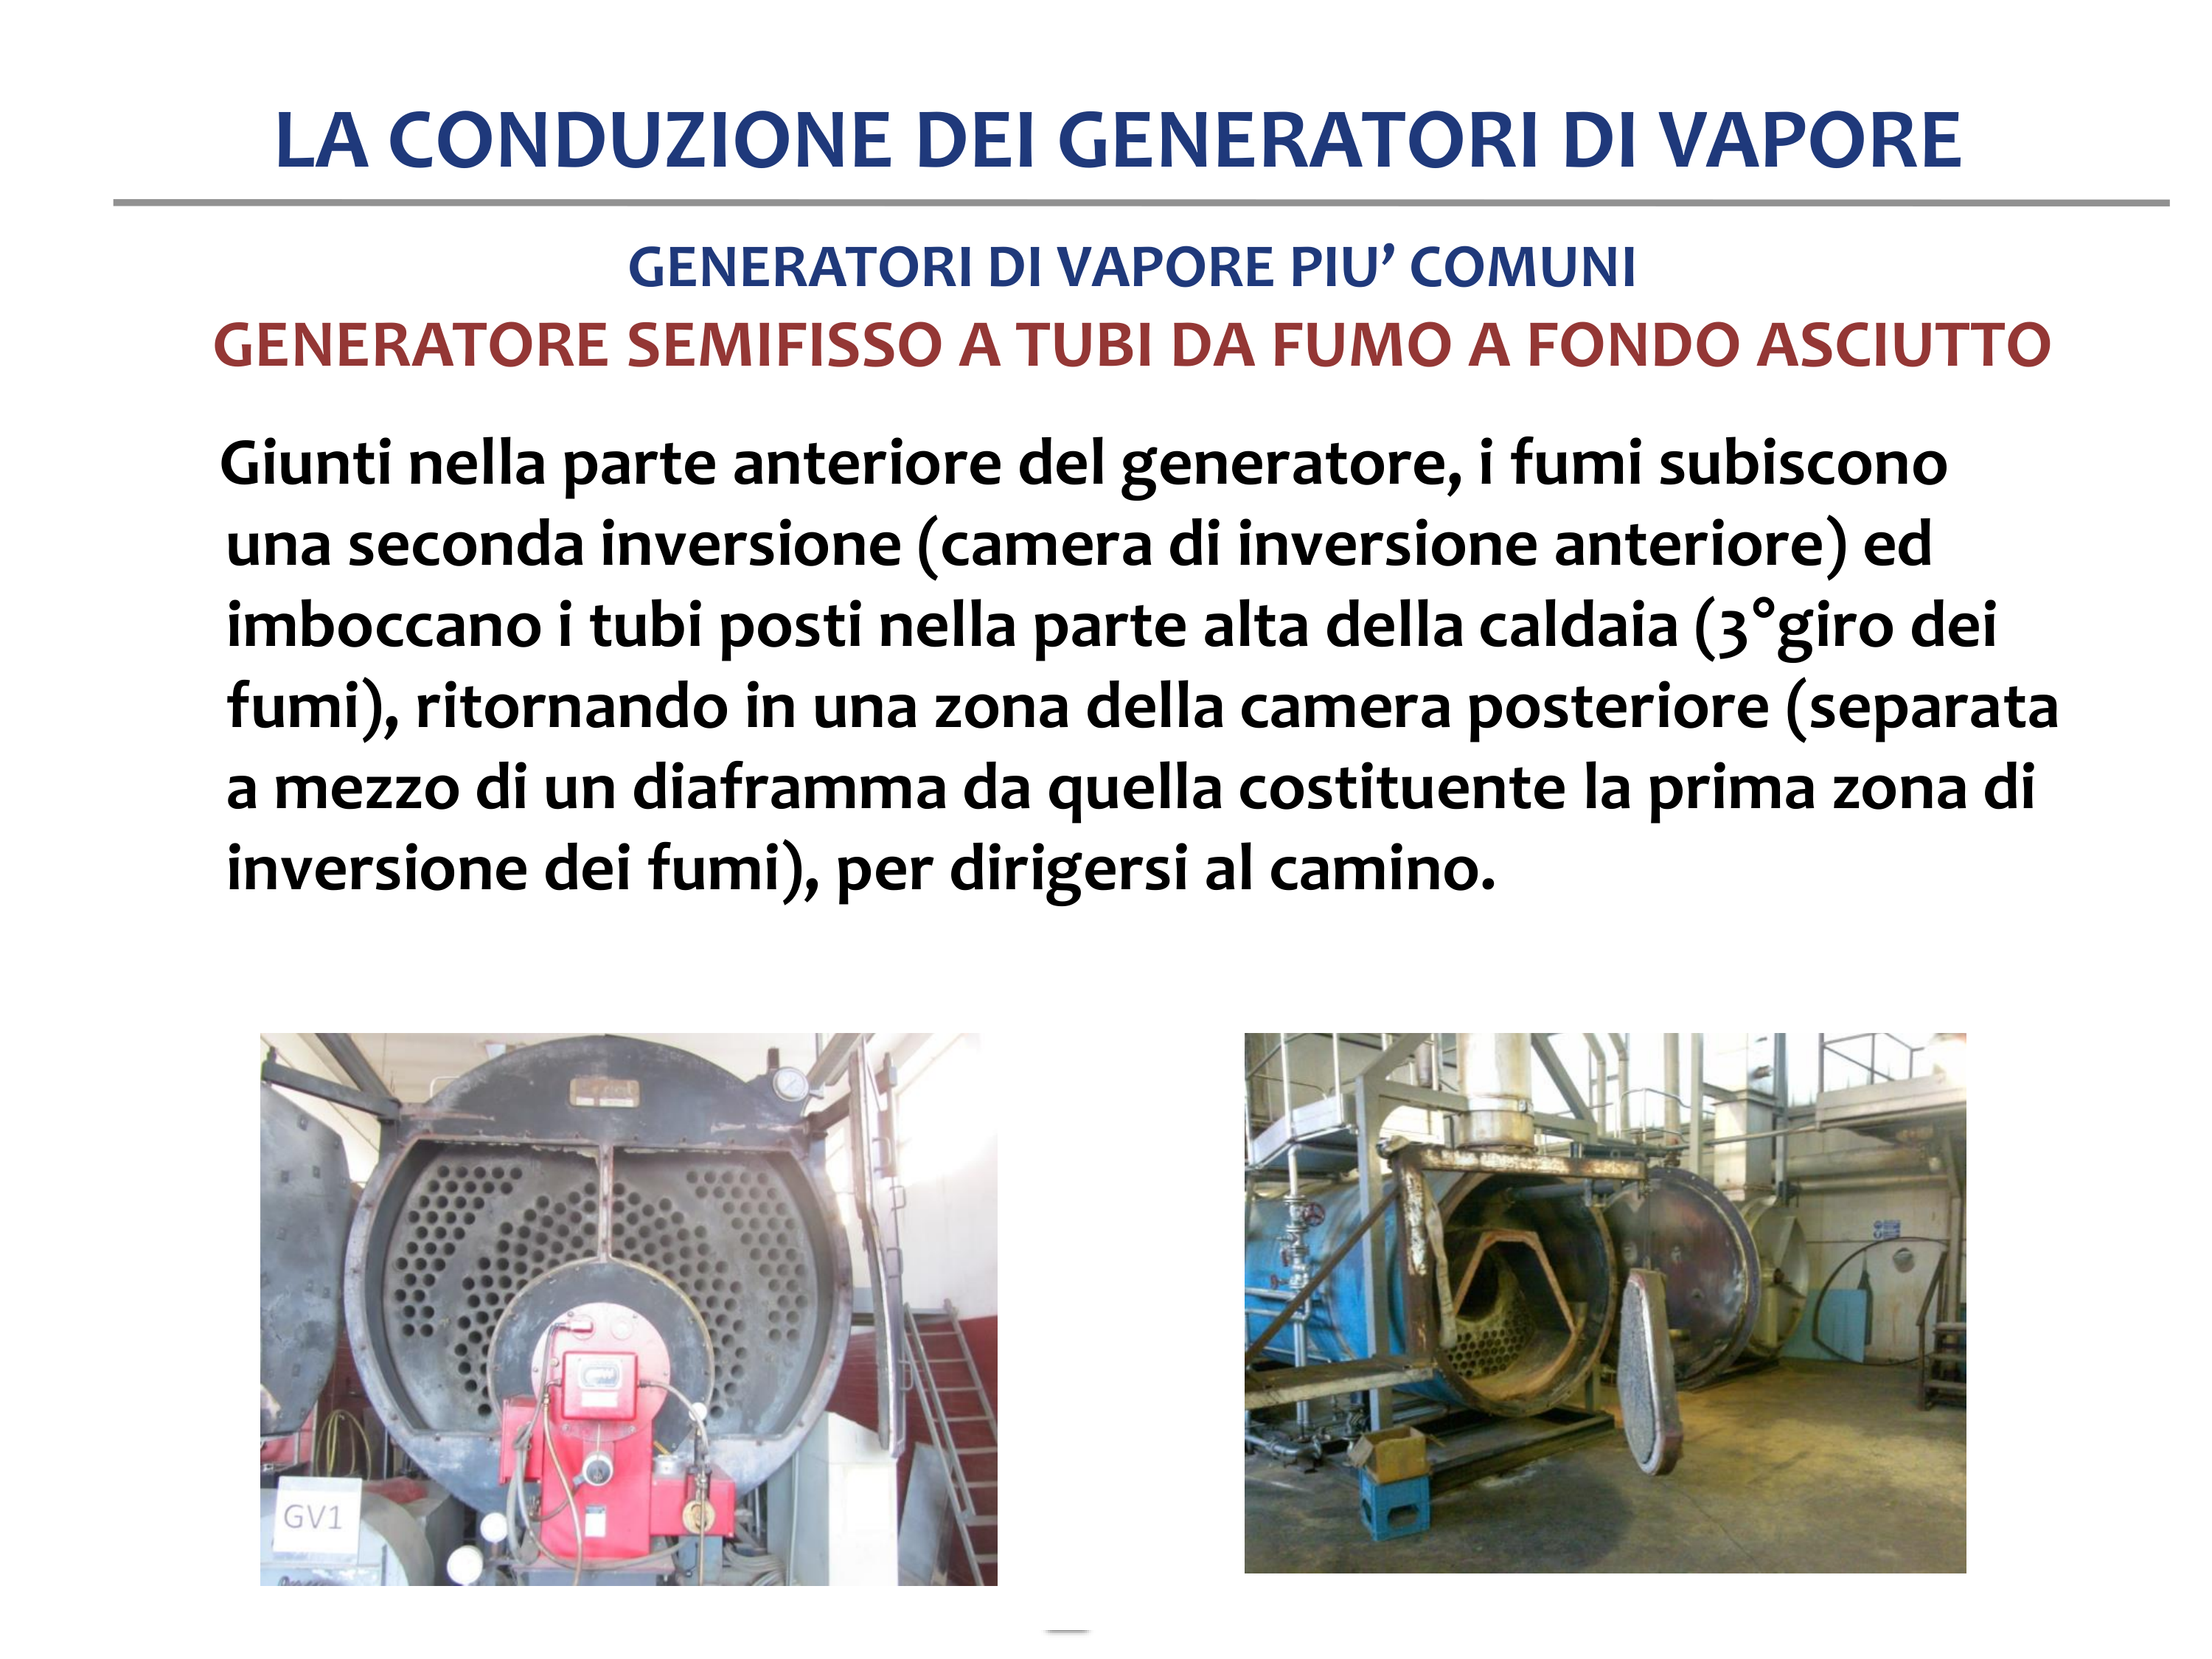 LA CONDUZIONE DEI GENERATORI DI VAPORE
GENERATORI DI VAPORE PIU’ COMUNI
GENERATORE SEMIFISSO A TUBI DA FUMO A FONDO ASCIUTTO
Giunti nella parte anteriore del generatore, i fumi subiscono
una seconda inversione (camera di inversione anteriore) ed
imboccano i tubi posti nella parte alta della caldaia (3°giro dei
fumi), ritornando in una zona della camera posteriore (separata
a mezzo di un diaframma da quella costituente la prima zona di
inversione dei fumi), per dirigersi al camino.
GV1